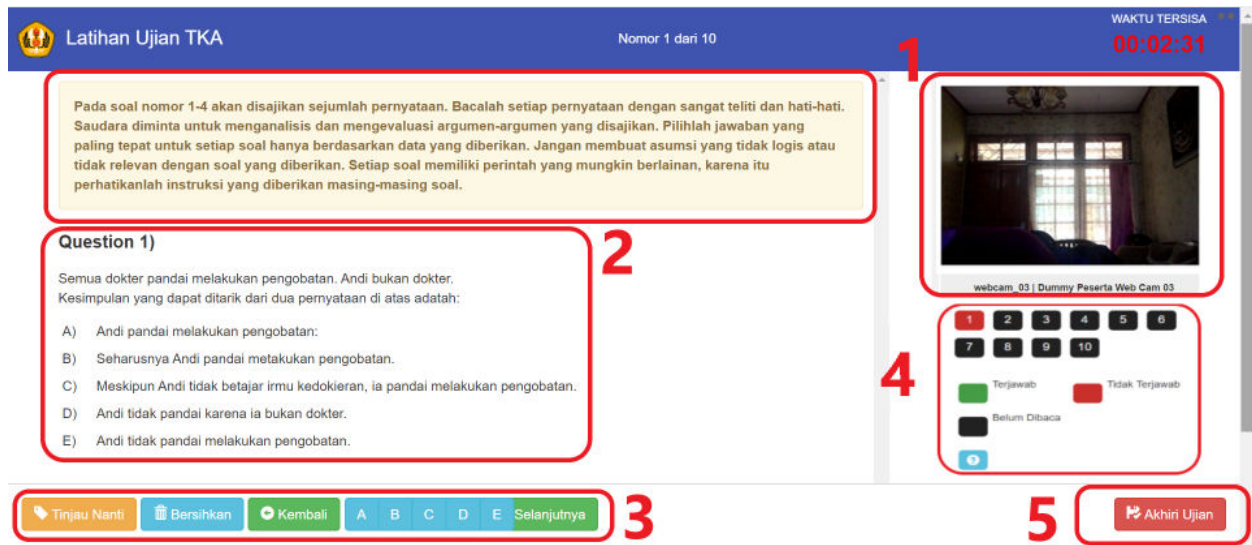 Latihan Ujian TKA
Nomor 1 dari 10
WAKTU TERSISA
00:02:31
1
Pada soal nomor 1-4 akan disajikan sejumlah pernyataan. Bacalah setiap pernyataan dengan sangat teliti dan hati-hati.
Saudara diminta untuk menganalisis dan mengevaluasi argumen-argumen yang disajikan. Pilihlah jawaban yang
paling tepat untuk setiap soal hanya berdasarkan data yang diberikan. Jangan membuat asumsi yang tidak logis atau
tidak relevan dengan soal yang diberikan. Setiap soal memiliki perintah yang mungkin berlainan, karena itu
perhatikanlah instruksi yang diberikan masing-masing soal.
Question 1)
2
Semua dokter pandai melakukan pengobatan. Andi bukan dokter.
Kesimpulan yang dapat ditarik dari dua pernyataan di atas adatah:
A) Andi pandai melakukan pengobatan:
B) Seharusnya Andi pandai metakukan pengobatan.
C) Meskipun Andi tidak betajar irmu kedokieran, ia pandai melakukan pengobatan.
D) Andi tidak pandai karena ia bukan dokter.
E) Andi tidak pandai melakukan pengobatan.
webcam_03 | Dummy Peserta Web Cam 03
1 2 3 4 5 6
7 8 9 10
4
Terjawab Tidak Terjawab
Belum Dibaca
Tinjau Nanti Bersihkan Kembali A B C D E Selanjutnya
3
5
Akhiri Ujian